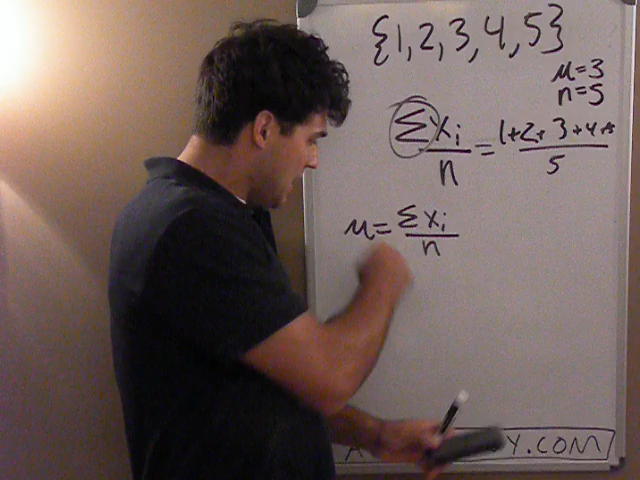 {1,2,3,4,5}
μ=3
n=5
Σxi/n = 1+2+3+4+5/5
μ = Σxi/n
Y.COM